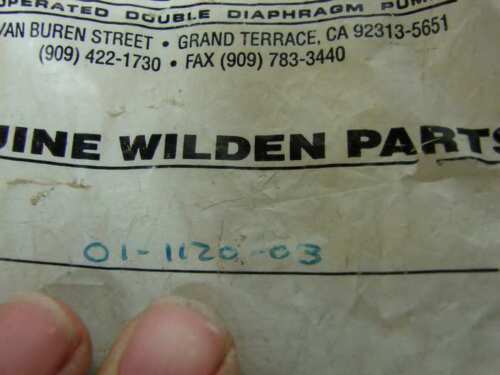 OPERATED DOUBLE DIAPHRAGM PUM
VAN BUREN STREET • GRAND TERRACE, CA 92313-5651
(909) 422-1730 • FAX (909) 783-3440
UINE WILDEN PARTS
01-1120-03